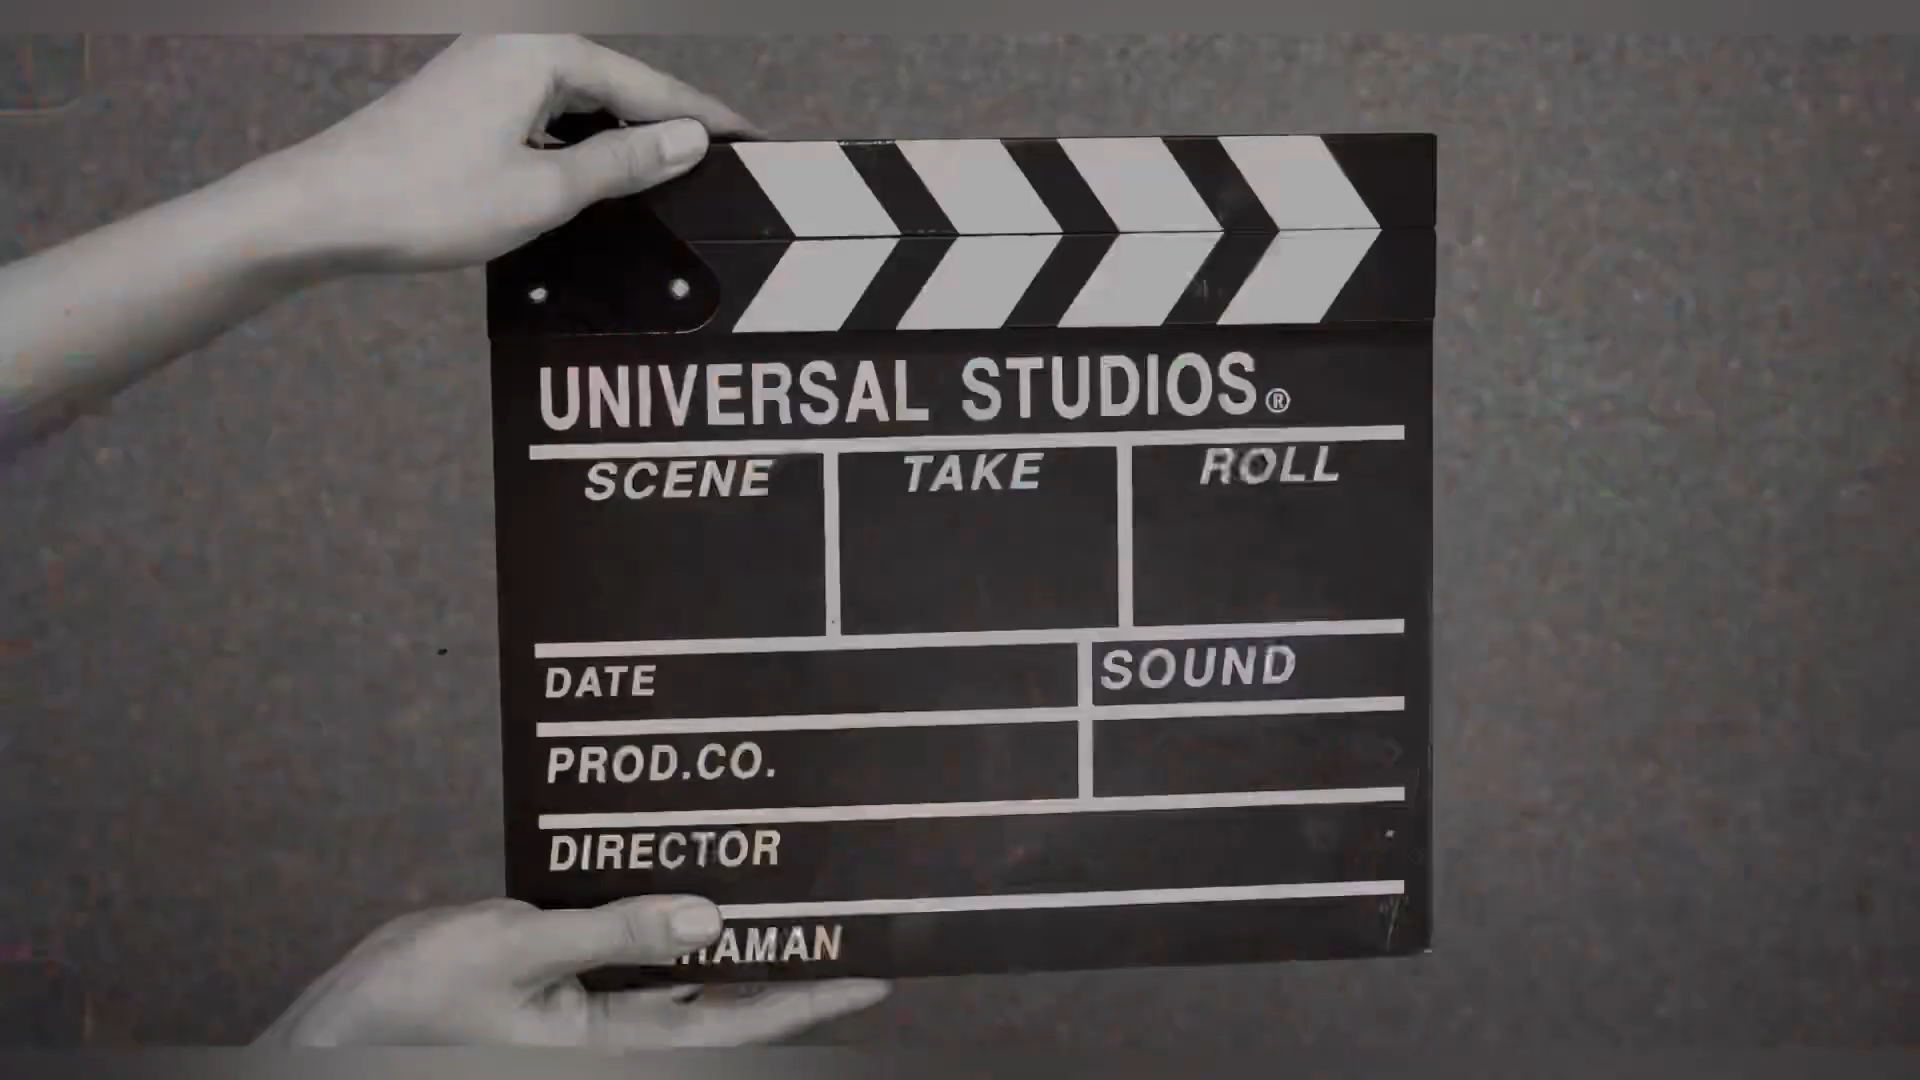 UNIVERSAL STUDIOS®
SCENE TAKE ROLL
DATE SOUND
PROD.CO.
DIRECTOR